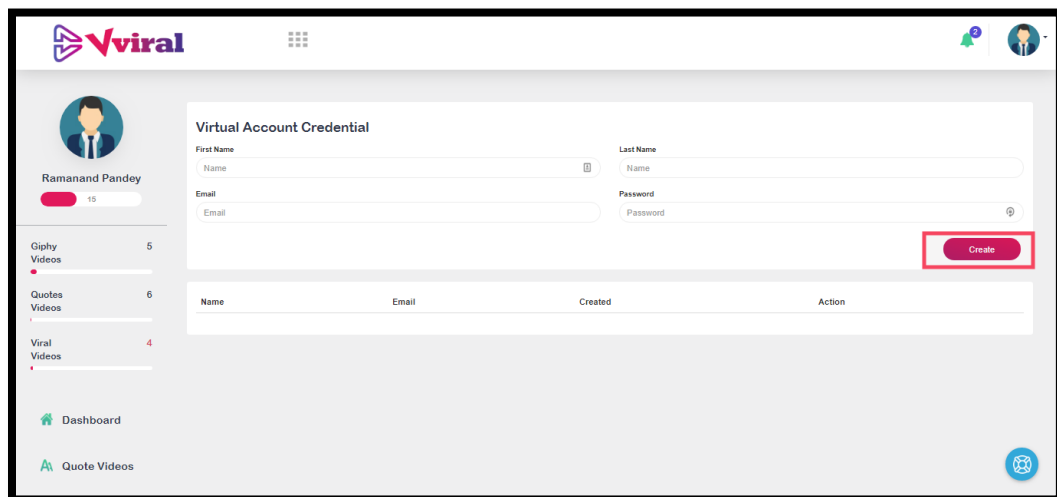 Vviral
2
Virtual Account Credential
First Name
Last Name
Name
Name
Email
Password
Email
Password
Create
Ramanand Pandey
15
Giphy 5
Videos
Quotes 6
Videos
Viral 4
Videos
Name Email Created Action
Dashboard
Quote Videos